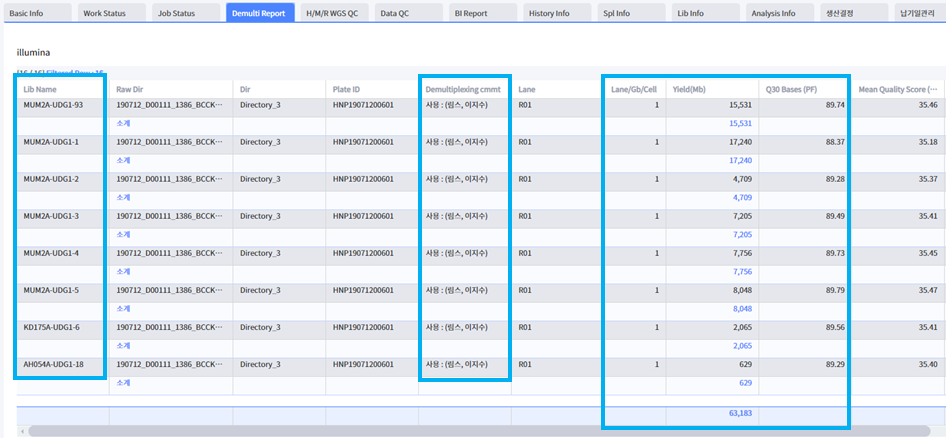 Basic Info Work Status Job Status Demulti Report H/M/R WGS QC Data QC BI Report History Info Spl Info Lib Info Analysis Info 생산결정 납기일관리
illumina
Lib Name Raw Dir Dir Plate ID Demultiplexing cmmt Lane Lane/Gb/Cell Yield(Mb) Q30 Bases (PF) Mean Quality Score (···
MUM2A-UDG1-93 190712_D00111_1386_BCCK··· Directory_3 HNP19071200601 사용 : (림스, 이지수) R01 1 15,531 89.74 35.46
소계 15,531
MUM2A-UDG1-1 190712_D00111_1386_BCCK··· Directory_3 HNP19071200601 사용 : (림스, 이지수) R01 1 17,240 88.37 35.18
소계 17,240
MUM2A-UDG1-2 190712_D00111_1386_BCCK··· Directory_3 HNP19071200601 사용 : (림스, 이지수) R01 1 4,709 89.28 35.37
소계 4,709
MUM2A-UDG1-3 190712_D00111_1386_BCCK··· Directory_3 HNP19071200601 사용 : (림스, 이지수) R01 1 7,205 89.49 35.41
소계 7,205
MUM2A-UDG1-4 190712_D00111_1386_BCCK··· Directory_3 HNP19071200601 사용 : (림스, 이지수) R01 1 7,756 89.73 35.45
소계 7,756
MUM2A-UDG1-5 190712_D00111_1386_BCCK··· Directory_3 HNP19071200601 사용 : (림스, 이지수) R01 1 8,048 89.79 35.47
소계 8,048
KD175A-UDG1-6 190712_D00111_1386_BCCK··· Directory_3 HNP19071200601 사용 : (림스, 이지수) R01 1 2,065 89.56 35.41
소계 2,065
AH054A-UDG1-18 190712_D00111_1386_BCCK··· Directory_3 HNP19071200601 사용 : (림스, 이지수) R01 1 629 89.29 35.40
소계 629
63,183